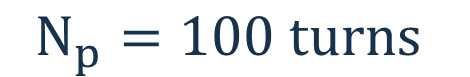 Nₚ = 100 turns